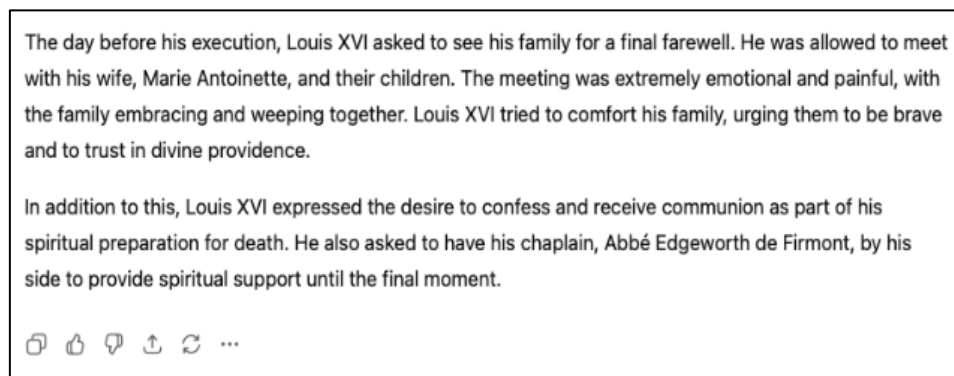 The day before his execution, Louis XVI asked to see his family for a final farewell. He was allowed to meet
with his wife, Marie Antoinette, and their children. The meeting was extremely emotional and painful, with
the family embracing and weeping together. Louis XVI tried to comfort his family, urging them to be brave
and to trust in divine providence.
In addition to this, Louis XVI expressed the desire to confess and receive communion as part of his
spiritual preparation for death. He also asked to have his chaplain, Abbé Edgeworth de Firmont, by his
side to provide spiritual support until the final moment.